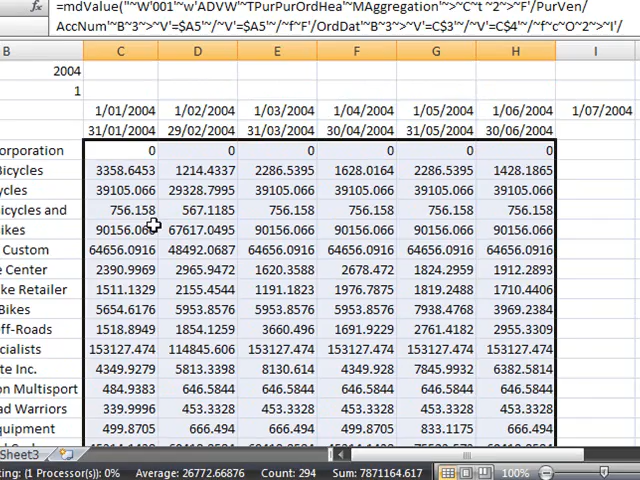 =mdValue("~W'001'~w'ADVW'~TPurPurOrdHea'~MAggregation'~>~C~t ~2~>~F'/PurVen/
AccNum'~B~3~>~V'=$A5'~/~V'=$A5'~/~f~F'/OrdDat'~B~3~>~V'=C$3'~/~V'=C$4'~/~f~c~O~2~>~I'/
B C D E F G H I
2004
1
1/01/2004 1/02/2004 1/03/2004 1/04/2004 1/05/2004 1/06/2004 1/07/2004
31/01/2004 29/02/2004 31/03/2004 30/04/2004 31/05/2004 30/06/2004
orporation 0 0 0 0 0 0
Bicycles 3358.6453 1214.4337 2286.5395 1628.0164 2286.5395 1428.1865
ycles 39105.066 29328.7995 39105.066 39105.066 39105.066 39105.066
icycles and 756.158 567.1185 756.158 756.158 756.158 756.158
ikes 90156.066 67617.0495 90156.066 90156.066 90156.066 90156.066
Custom 64656.0916 48492.0687 64656.0916 64656.0916 64656.0916 64656.0916
e Center 2390.9969 2965.9472 1620.3588 2678.472 1824.2959 1912.2893
ke Retailer 1511.1329 2155.4544 1191.1823 1976.7875 1819.2488 1710.4406
Bikes 5654.6176 5953.8576 5953.8576 5953.8576 7938.4768 3969.2384
ff-Roads 1518.8949 1854.1259 3660.496 1691.9229 2761.4182 2955.3309
cialists 153127.474 114845.606 153127.474 153127.474 153127.474 153127.474
te Inc. 4349.9279 5813.3398 8130.614 4349.928 7845.9932 6382.5814
on Multisport 484.9383 646.5844 646.5844 646.5844 646.5844 646.5844
ad Warriors 339.9996 453.3328 453.3328 453.3328 453.3328 453.3328
quipment 499.8705 666.494 666.494 666.494 833.1175 666.494
Sheet3
ting: (1 Processor(s)): 0% Average: 26772.66876 Count: 294 Sum: 7871164.617 100%